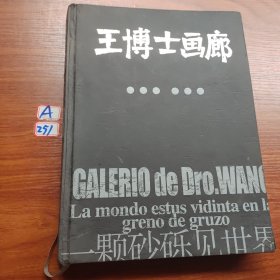 王博士画廊
A
251
GALERIO de Dro.WANG
La mondo estus vidinta en la
greno de gruzo
一颗砂砾见世界